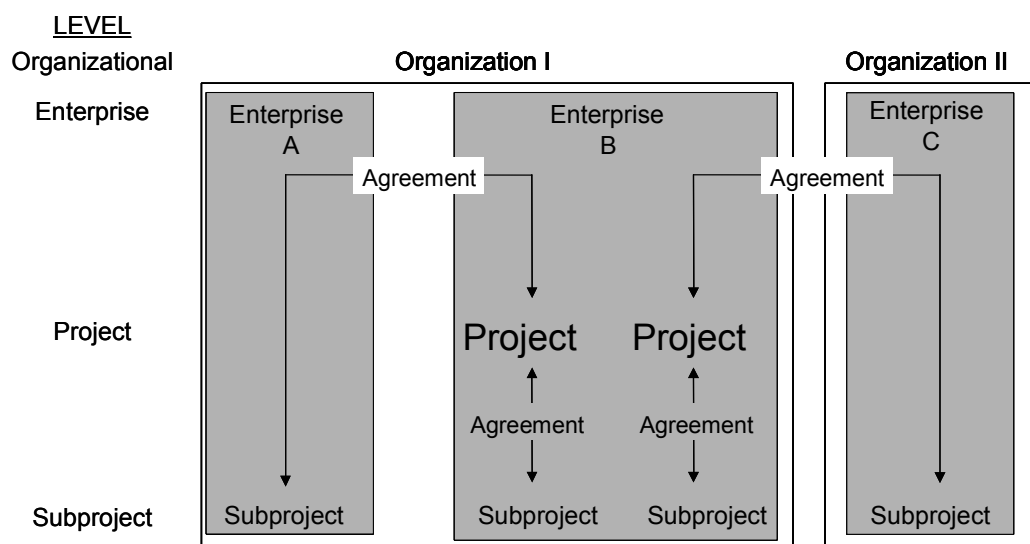 LEVEL
Organizational
Organization I
Organization II
Enterprise
Enterprise
A
Enterprise
B
Enterprise
C
Agreement
Agreement
Project
Project
Project
Agreement
Agreement
Subproject
Subproject
Subproject
Subproject
Subproject